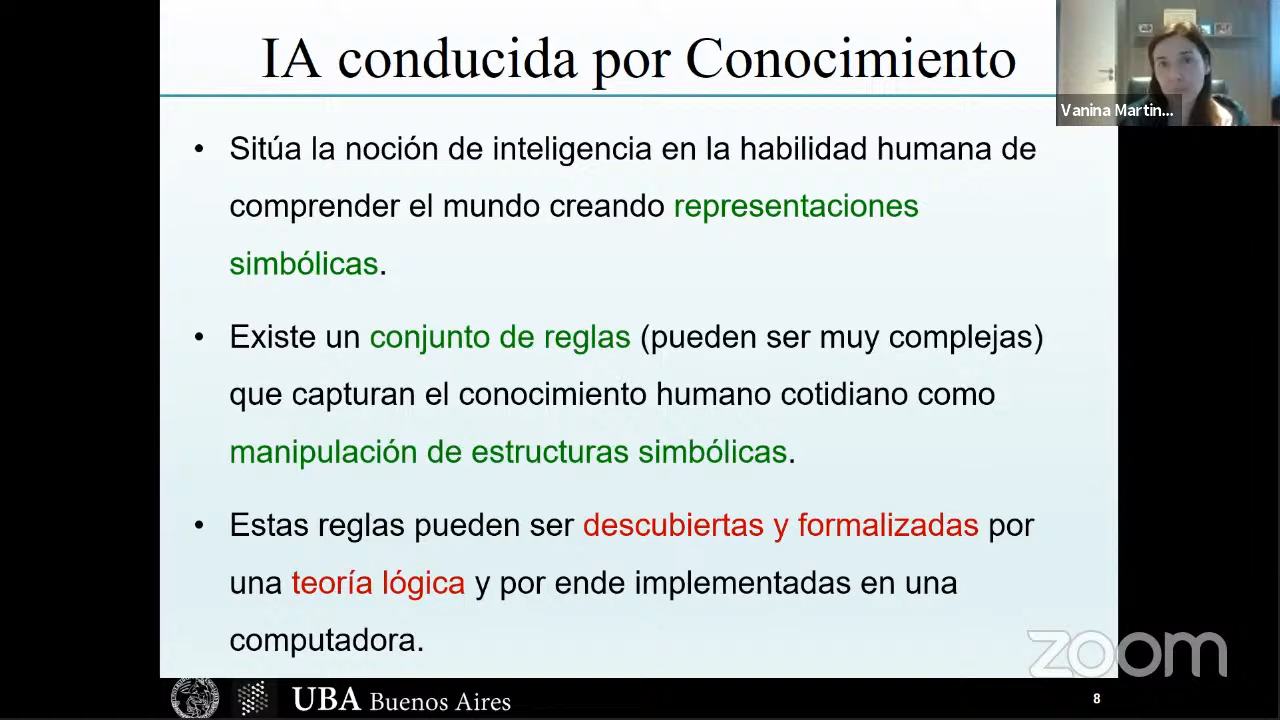 IA conducida por Conocimiento
Vanina Martin...
• Sitúa la noción de inteligencia en la habilidad humana de
comprender el mundo creando representaciones
simbólicas.
• Existe un conjunto de reglas (pueden ser muy complejas)
que capturan el conocimiento humano cotidiano como
manipulación de estructuras simbólicas.
• Estas reglas pueden ser descubiertas y formalizadas por
una teoría lógica y por ende implementadas en una
computadora.
zoom
UBA Buenos Aires
8